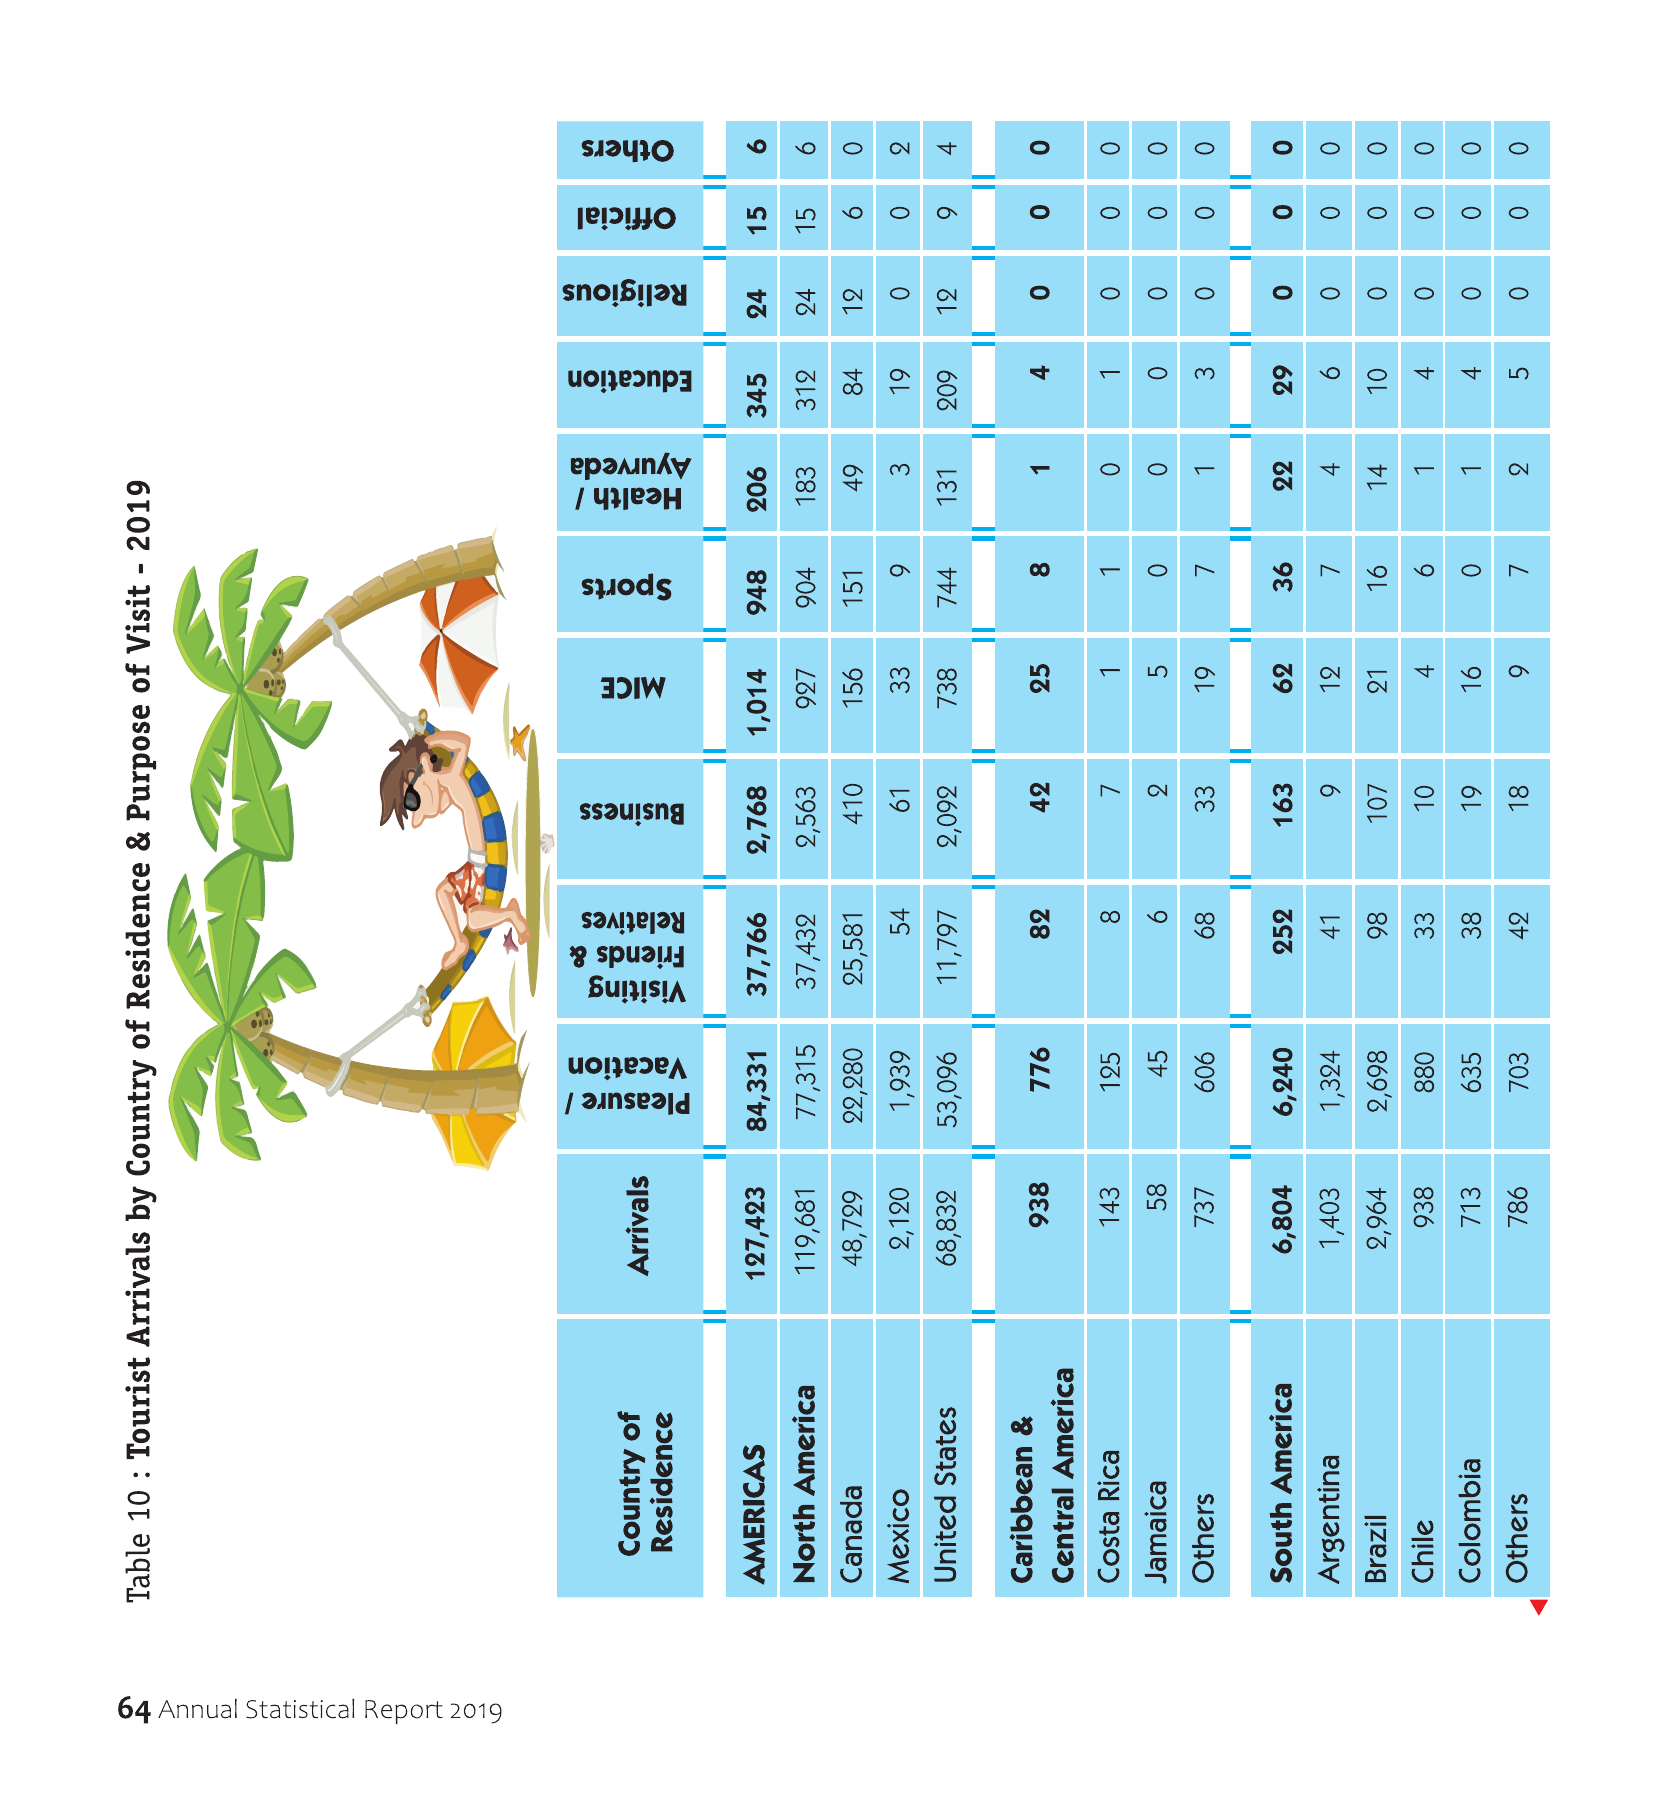 Table 10 : Tourist Arrivals by Country of Residence & Purpose of Visit - 2019
Country of Residence Arrivals Pleasure / Vacation Visiting Friends & Relatives Business MICE Sports Health / Ayurveda Education Religious Official Others
AMERICAS 127,423 84,331 37,766 2,768 1,014 948 206 345 24 15 6
North America 119,681 77,315 37,432 2,563 927 904 183 312 24 15 6
Canada 48,729 22,280 25,581 410 156 151 49 84 12 6 0
Mexico 2,120 1,939 54 61 33 9 3 19 0 0 2
United States 68,832 53,096 11,797 2,092 738 744 131 209 12 9 4
Caribbean & Central America 938 776 82 42 25 8 1 4 0 0 0
Costa Rica 143 125 8 7 1 1 0 1 0 0 0
Jamaica 58 45 6 2 5 0 0 0 0 0 0
Others 737 606 68 33 19 7 1 3 0 0 0
South America 6,804 6,240 252 163 62 36 22 29 0 0 0
Argentina 1,403 1,324 41 9 12 7 4 6 0 0 0
Brazil 2,964 2,698 98 107 21 16 14 10 0 0 0
Chile 938 880 33 10 4 6 1 4 0 0 0
Colombia 713 635 38 19 16 0 1 4 0 0 0
Others 786 703 42 18 9 7 2 5 0 0 0
64 Annual Statistical Report 2019